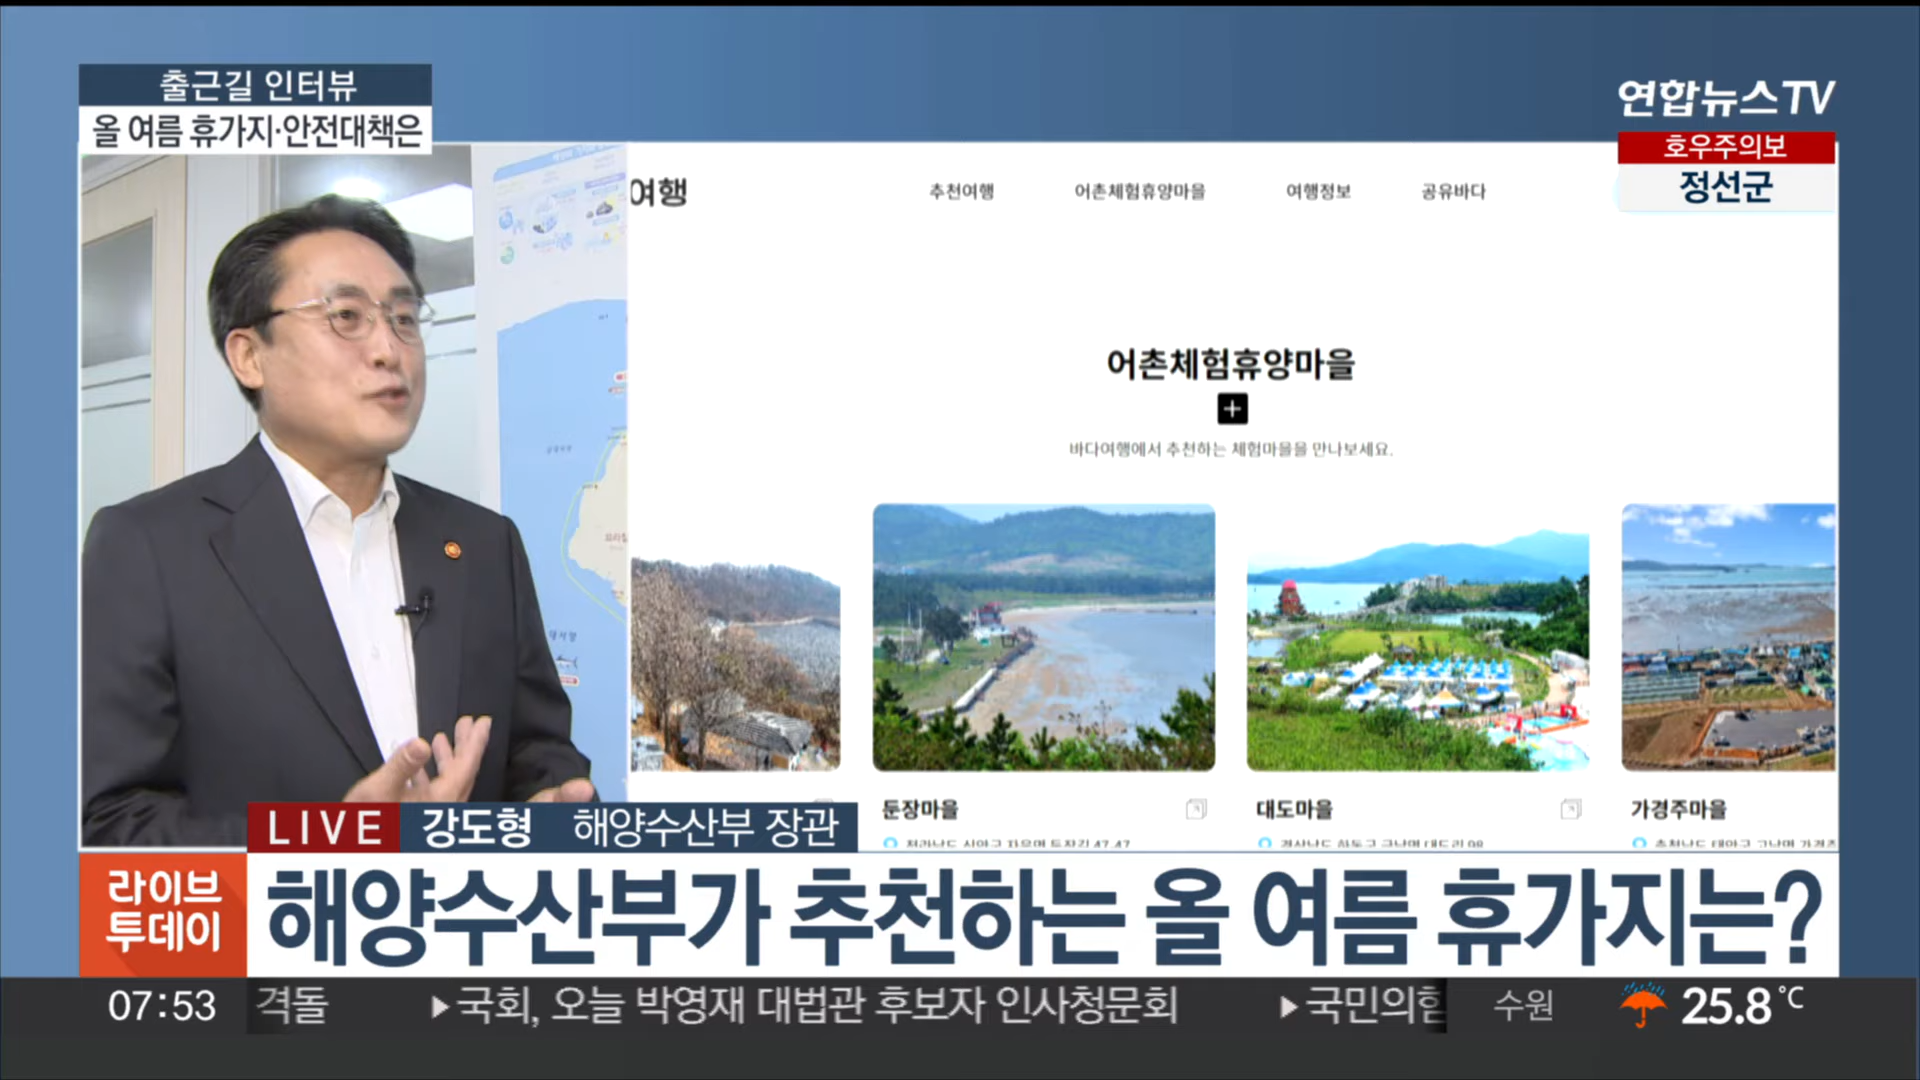 출근길 인터뷰
올 여름 휴가지·안전대책은
연합뉴스TV
호우주의보
정선군
여행
추천여행
어촌체험휴양마을
여행정보
공유바다
어촌체험휴양마을
바다여행에서 추천하는 체험마을을 만나보세요.
둔장마을
대도마을
가경주마을
LIVE 강도형 해양수산부 장관
라이브
투데이
해양수산부가 추천하는 올 여름 휴가지는?
07:53
격돌 ▶국회, 오늘 박영재 대법관 후보자 인사청문회 ▶국민의힘
수원 25.8℃